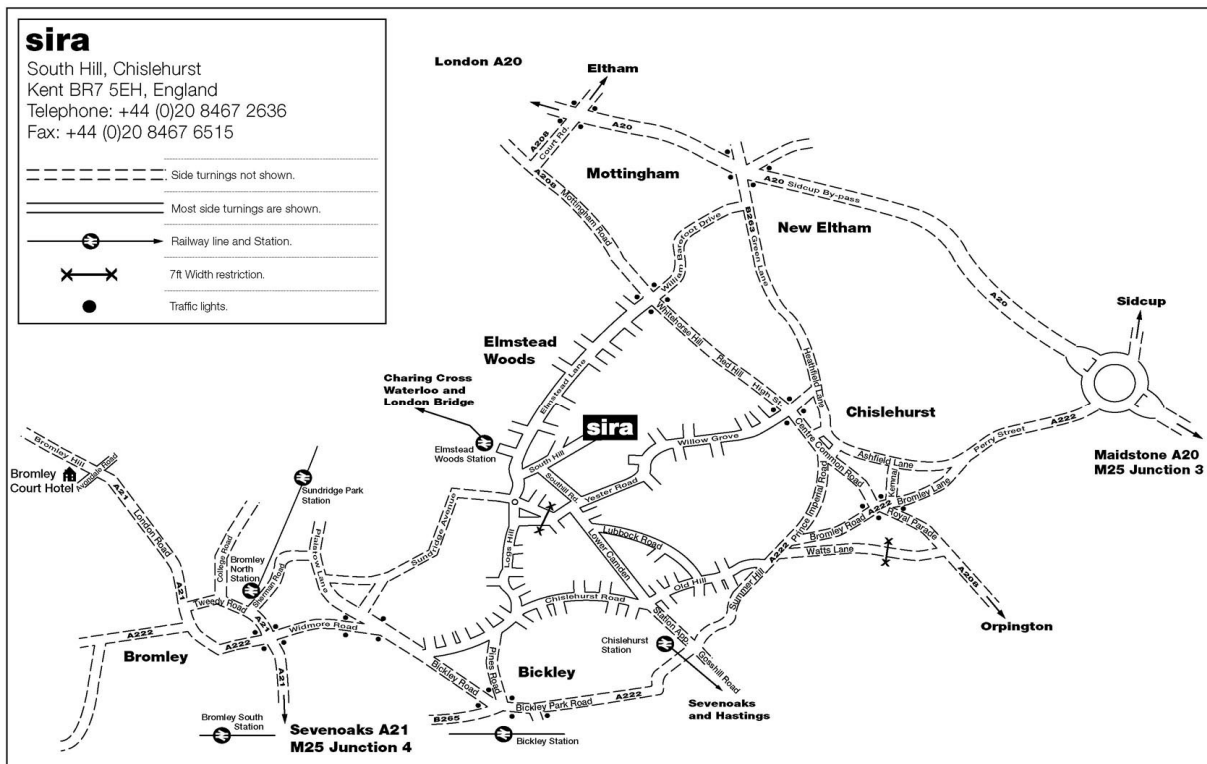 sira
South Hill, Chislehurst
Kent BR7 5EH, England
Telephone: +44 (0)20 8467 2636
Fax: +44 (0)20 8467 6515
Side turnings not shown.
Most side turnings are shown.
Railway line and Station.
7ft Width restriction.
Traffic lights.
London A20
Eltham
A20
A208
Court Rd.
Mottingham
A208
Mottingham Road
A20
Sidcup By-pass
William Barefoot Drive
B263
Green Lane
New Eltham
A20
Sidcup
Whitehorse Hill
Red Hill
High St.
Heathfield Lane
Elmstead
Woods
Elmstead Lane
Charing Cross
Waterloo and
London Bridge
Elmstead
Woods Station
sira
Chislehurst
Willow Grove
South Hill
Southill Rd.
Yester Road
Centre Common Road
Ashfield Lane
Kemnal
Perry Street
A222
Maidstone A20
M25 Junction 3
Bromley Lane
A222
Bromley Road
Royal Parade
Prince Imperial Road
Watts Lane
A208
Orpington
Bromley Hill
Avondale Road
Bromley
Court Hotel
A21
London Road
A21
Sundridge Park
Station
College Road
Bromley
North
Station
Sherman Road
Plaistow Lane
Sundridge Avenue
Logs Hill
Lubbock Road
Lower Camden
Old Hill
A222
Summer Hill
Tweedy Road
A21
Widmore Road
A222
A222
Bromley
A21
Chislehurst Road
Station App.
Chislehurst
Station
Gosshill Road
Sevenoaks
and Hastings
Bickley Road
Pines Road
Bickley
Bickley Park Road
A222
B265
Bickley Station
Bromley South
Station
Sevenoaks A21
M25 Junction 4